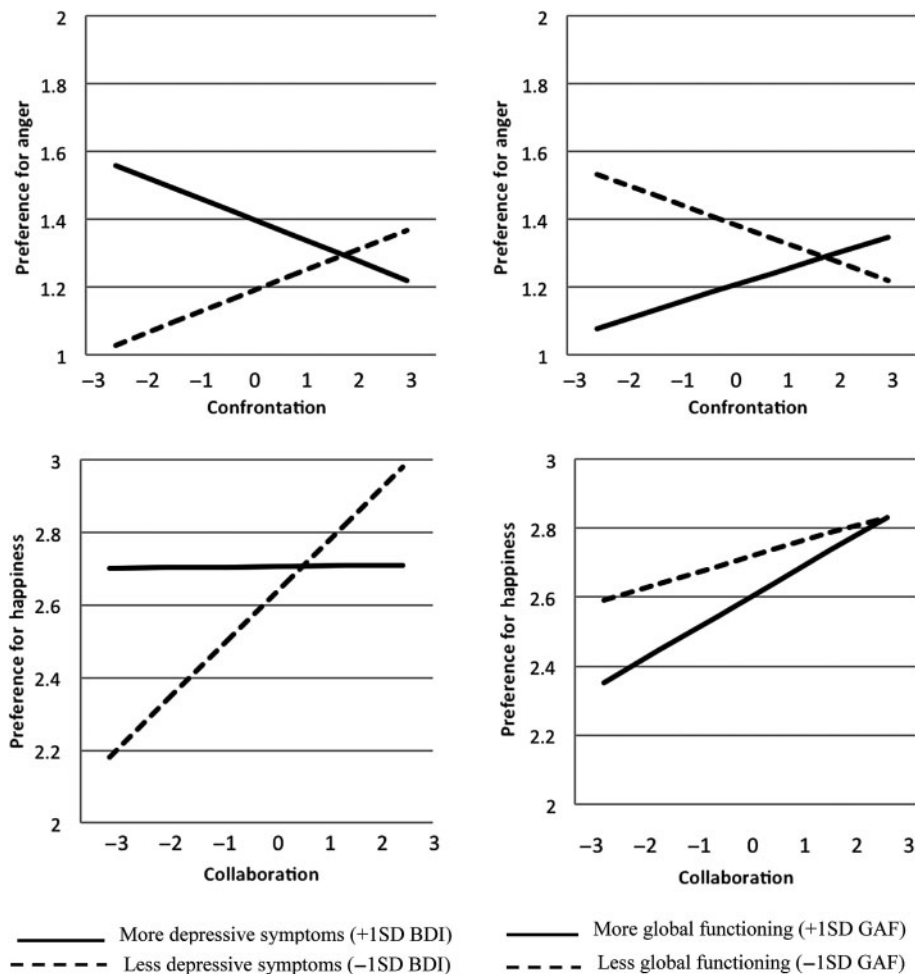 2
1.8
1.6
1.4
1.2
1
Preference for anger
–3 –2 –1 0 1 2 3
Confrontation
2
1.8
1.6
1.4
1.2
1
Preference for anger
–3 –2 –1 0 1 2 3
Confrontation
3
2.8
2.6
2.4
2.2
2
Preference for happiness
–3 –2 –1 0 1 2 3
Collaboration
3
2.8
2.6
2.4
2.2
2
Preference for happiness
–3 –2 –1 0 1 2 3
Collaboration
More depressive symptoms (+1SD BDI)
Less depressive symptoms (–1SD BDI)
More global functioning (+1SD GAF)
Less global functioning (–1SD GAF)